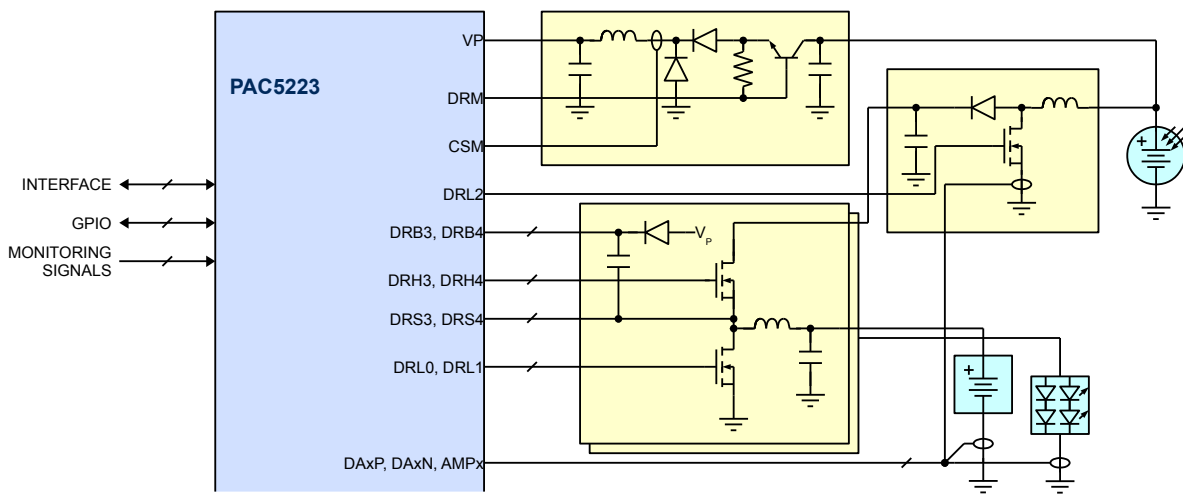 VP
PAC5223
DRM
CSM
INTERFACE
DRL2
GPIO
DRB3, DRB4
V_P
MONITORING
SIGNALS
DRH3, DRH4
DRS3, DRS4
DRL0, DRL1
DAxP, DAxN, AMPx
+
+